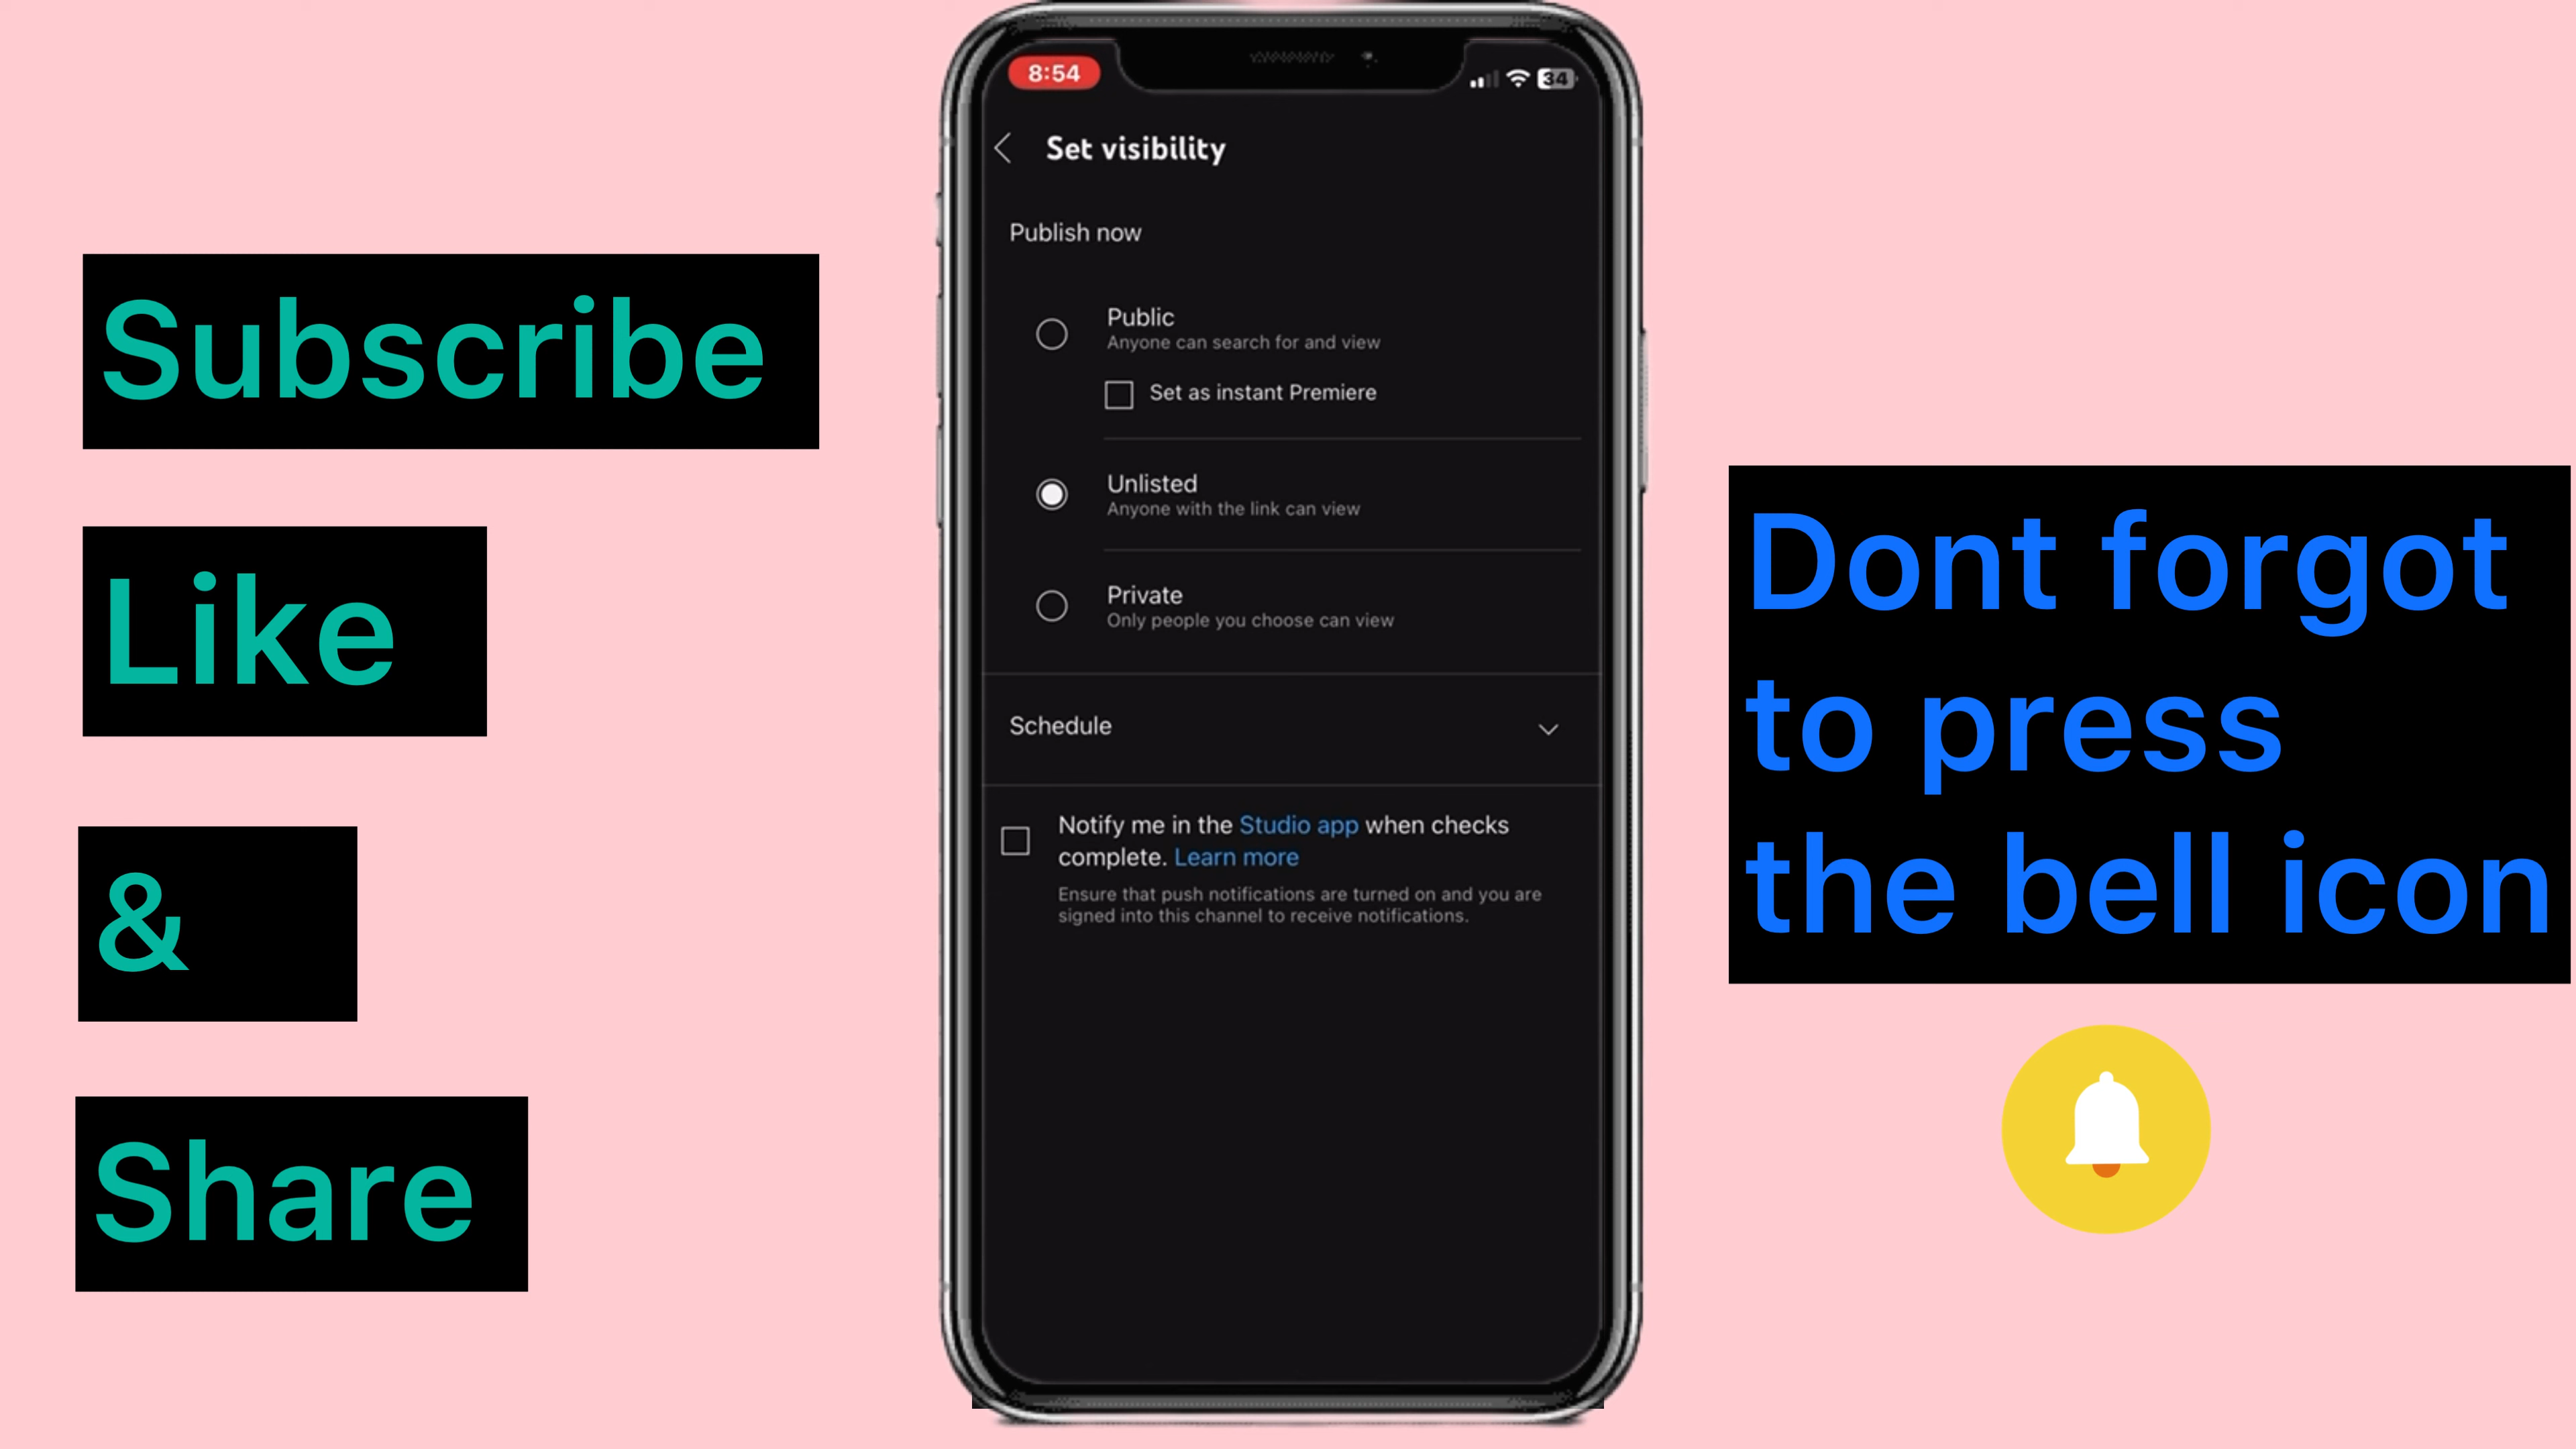 Subscribe
Like
&
Share
8:54
34
Set visibility
Publish now
Public
Anyone can search for and view
Set as instant Premiere
Unlisted
Anyone with the link can view
Private
Only people you choose can view
Schedule
Notify me in the Studio app when checks
complete. Learn more
Ensure that push notifications are turned on and you are
signed into this channel to receive notifications.
Dont forgot
to press
the bell icon